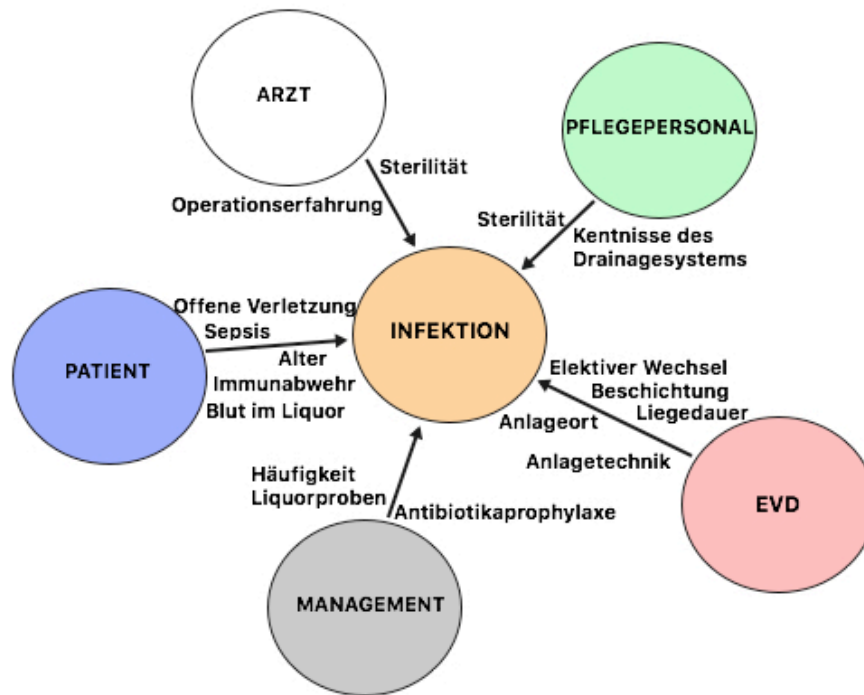 ARZT
PFLEGEPERSONAL
Sterilität
Operationserfahrung
Sterilität
Kentnisse des
Drainagesystems
Offene Verletzung
Sepsis
INFEKTION
PATIENT
Alter
Immunabwehr
Blut im Liquor
Elektiver Wechsel
Beschichtung
Liegedauer
Anlageort
Anlagetechnik
EVD
Häufigkeit
Liquorproben
Antibiotikaprophylaxe
MANAGEMENT